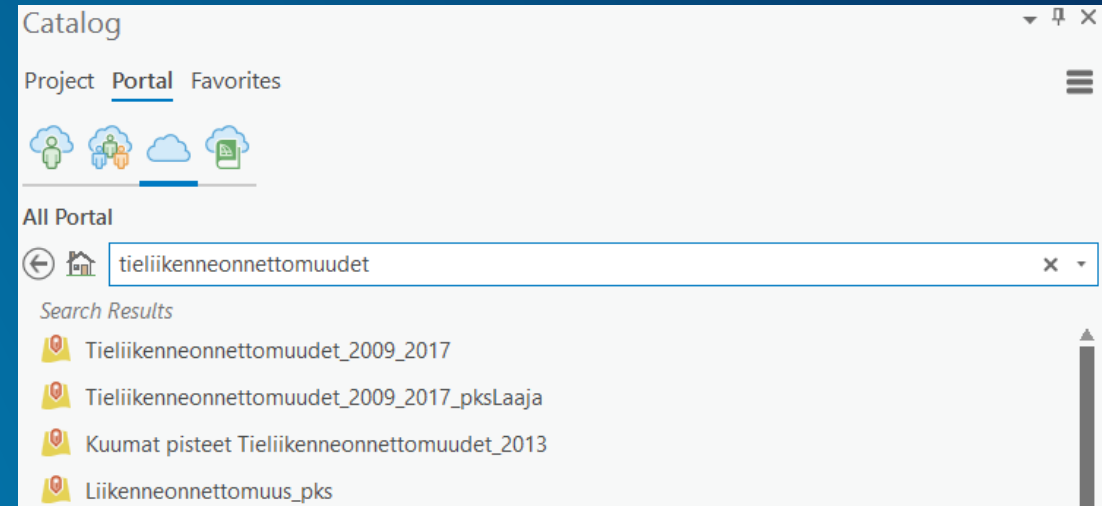 Catalog
Project Portal Favorites
All Portal
tieliikenneonnettomuudet
Search Results
Tieliikenneonnettomuudet_2009_2017
Tieliikenneonnettomuudet_2009_2017_pksLaaja
Kuumat pisteet Tieliikenneonnettomuudet_2013
Liikenneonnettomuus_pks